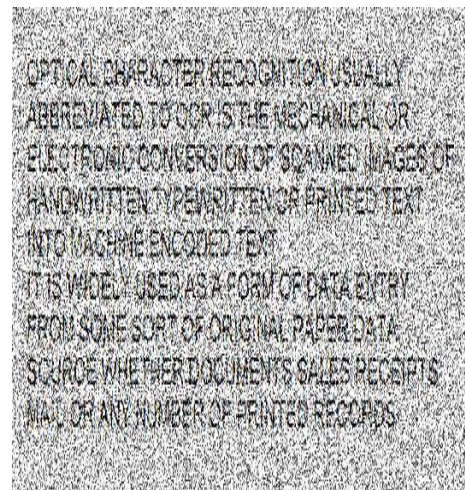 OPTICAL CHARACTER RECOGNITION USUALLY
ABBREVIATED TO OCR IS THE MECHANICAL OR
ELECTRONIC CONVERSION OF SCANNED IMAGES OF
HANDWRITTEN TYPEWRITTEN OR PRINTED TEXT
INTO MACHINE ENCODED TEXT
IT IS WIDELY USED AS A FORM OF DATA ENTRY
FROM SOME SORT OF ORIGINAL PAPER DATA
SOURCE WHETHER DOCUMENTS SALES RECEIPTS
MAIL OR ANY NUMBER OF PRINTED RECORDS